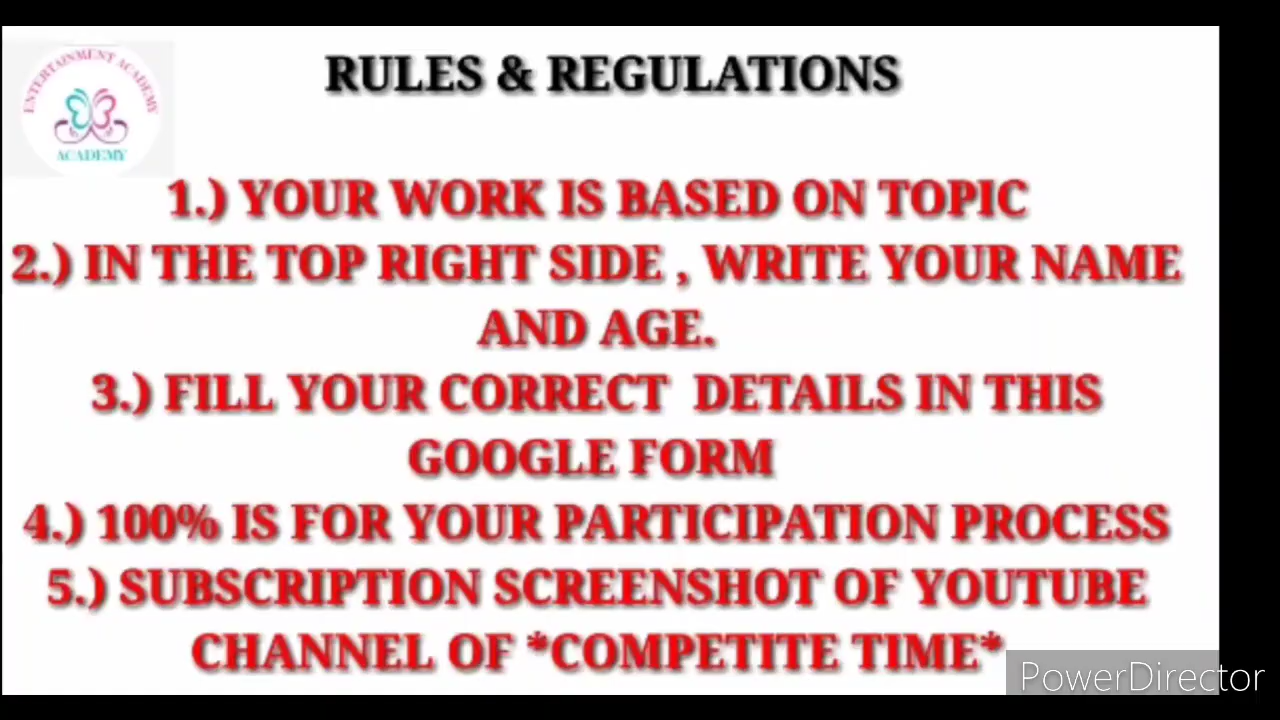 ENTERTAINMENT ACADEMY
ACADEMY
RULES & REGULATIONS
1.) YOUR WORK IS BASED ON TOPIC
2.) IN THE TOP RIGHT SIDE , WRITE YOUR NAME
AND AGE.
3.) FILL YOUR CORRECT DETAILS IN THIS
GOOGLE FORM
4.) 100% IS FOR YOUR PARTICIPATION PROCESS
5.) SUBSCRIPTION SCREENSHOT OF YOUTUBE
CHANNEL OF *COMPETITE TIME*
PowerDirector